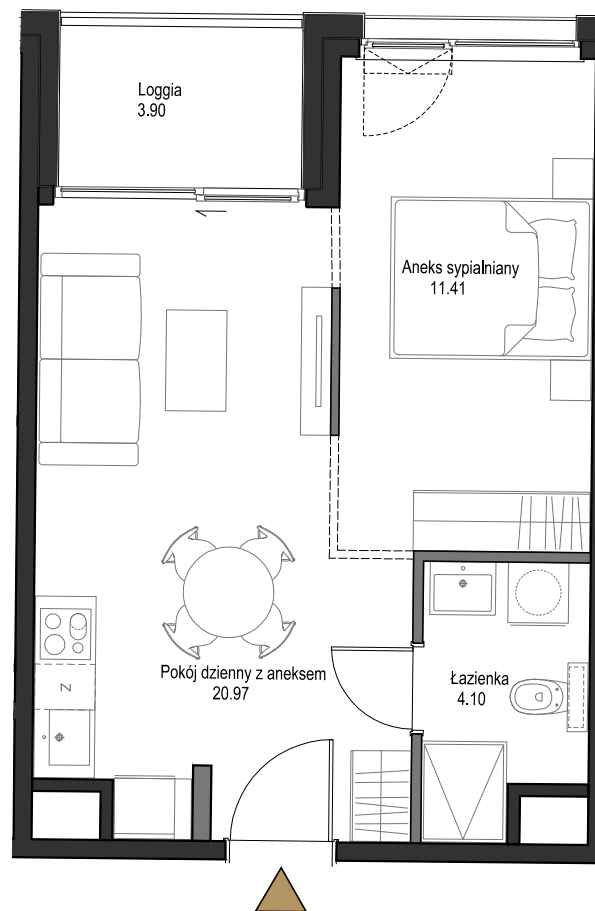 Loggia
3.90
Aneks sypialniany
11.41
Pokój dzienny z aneksem
20.97
Łazienka
4.10
Z